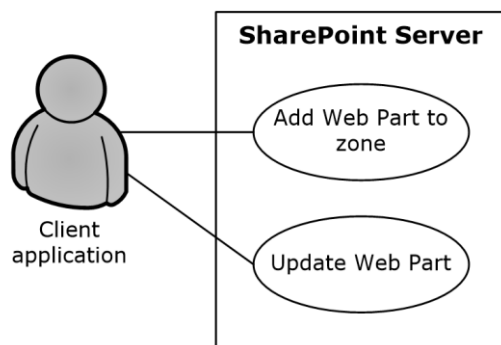 SharePoint Server
Add Web Part to
zone
Client
application
Update Web Part